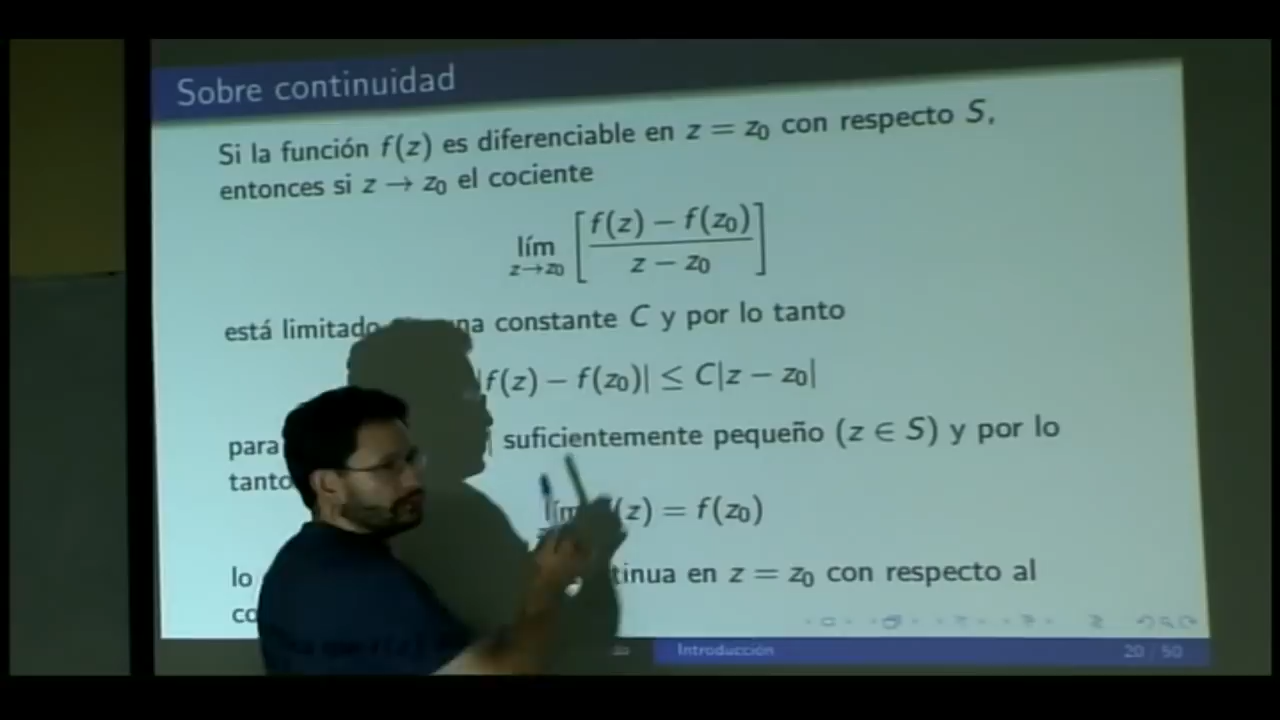 Sobre continuidad
Si la función f(z) es diferenciable en z = z₀ con respecto S,
entonces si z → z₀ el cociente
lím z→z₀ [ f(z) − f(z₀) / z − z₀ ]
está limitado na constante C y por lo tanto
|f(z) − f(z₀)| ≤ C|z − z₀|
para | suficientemente pequeño (z ∈ S) y por lo
tanto
lím (z) = f(z₀)
lo tinua en z = z₀ con respecto al
co
Introducción 20 / 50